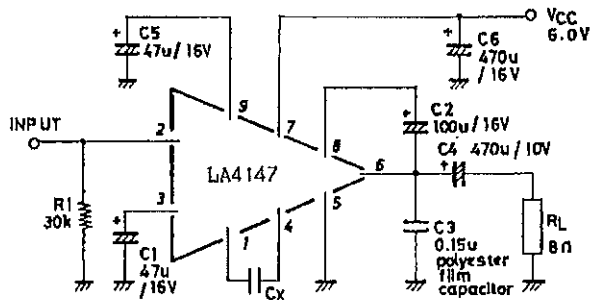 C5
47u/16V
VCC
6.0V
C6
470u
/16V
9
7
8
C2
100u/16V
C4 470u/10V
INPUT
2
6
LA4147
3
5
R1
30k
C1
47u
/16V
1
4
CX
C3
0.15u
polyester
film
capacitor
RL
8Ω